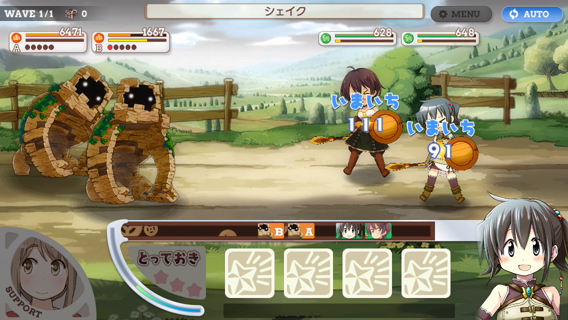 WAVE 1/1
0
シェイク
MENU
AUTO
6471
A
1667
B
628
648
いまいち
111
いまいち
91
B
A
とっておき
SUPPORT